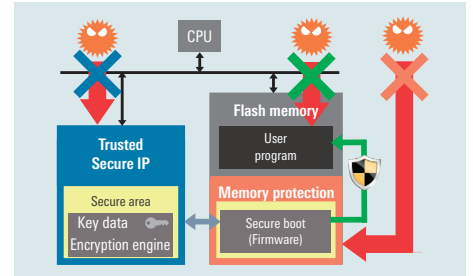 CPU
Flash memory
User
program
Trusted
Secure IP
Memory protection
Secure area
Key data
Encryption engine
Secure boot
(Firmware)